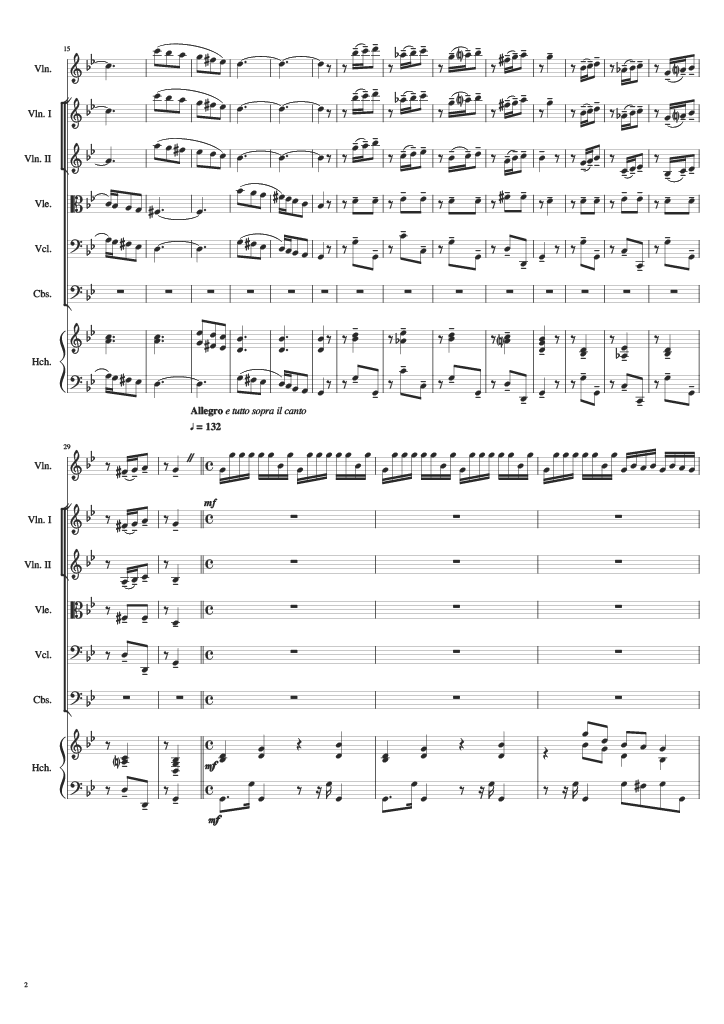 15
Vln.
Vln. I
Vln. II
Vle.
Vcl.
Cbs.
Hch.
Allegro e tutto sopra il canto
♩ = 132
29
Vln.
mf
Vln. I
Vln. II
Vle.
Vcl.
Cbs.
Hch.
mf
mf
2